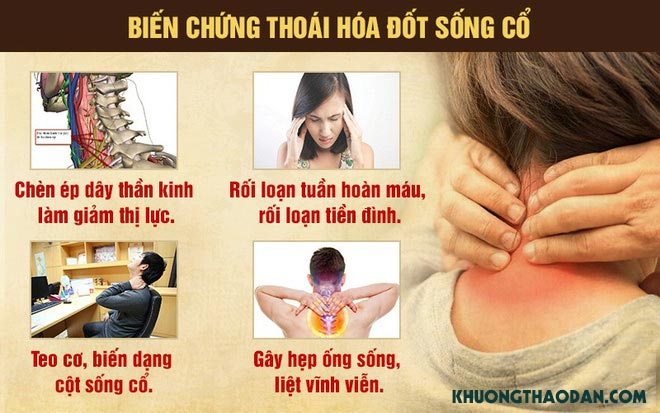 BIẾN CHỨNG THOÁI HÓA ĐỐT SỐNG CỔ
Chèn ép dây thần kinh
làm giảm thị lực.
Rối loạn tuần hoàn máu,
rối loạn tiền đình.
Teo cơ, biến dạng
cột sống cổ.
Gây hẹp ống sống,
liệt vĩnh viễn.
KHUONGTHAODAN.COM